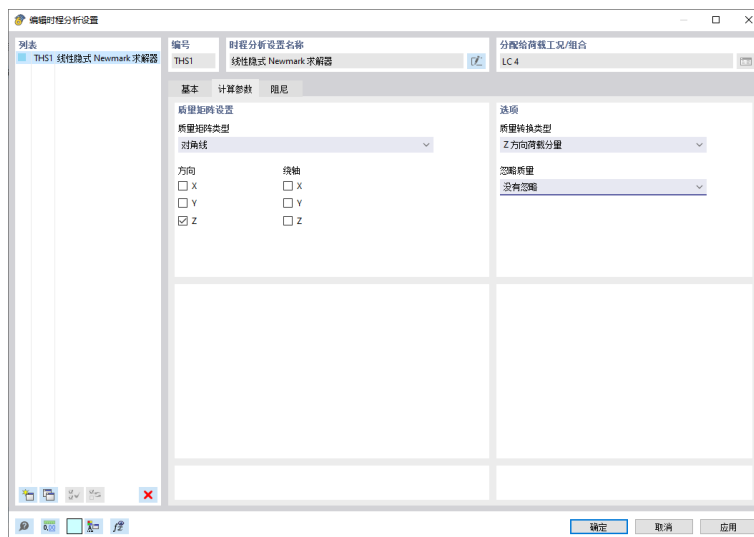 编辑时程分析设置
列表
THS1 线性隐式 Newmark 求解器
编号
THS1
时程分析设置名称
线性隐式 Newmark 求解器
分配给荷载工况/组合
LC 4
基本 计算参数 阻尼
质量矩阵设置
质量矩阵类型
对角线
方向 绕轴
X X
Y Y
Z Z
选项
质量转换类型
Z 方向荷载分量
忽略质量
没有忽略
确定 取消 应用